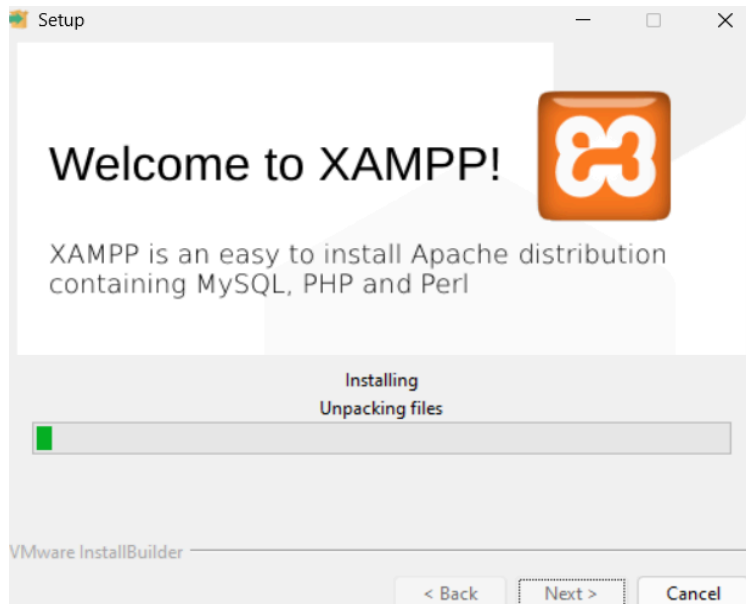 Setup
Welcome to XAMPP!
XAMPP is an easy to install Apache distribution
containing MySQL, PHP and Perl
Installing
Unpacking files
VMware InstallBuilder
< Back Next > Cancel